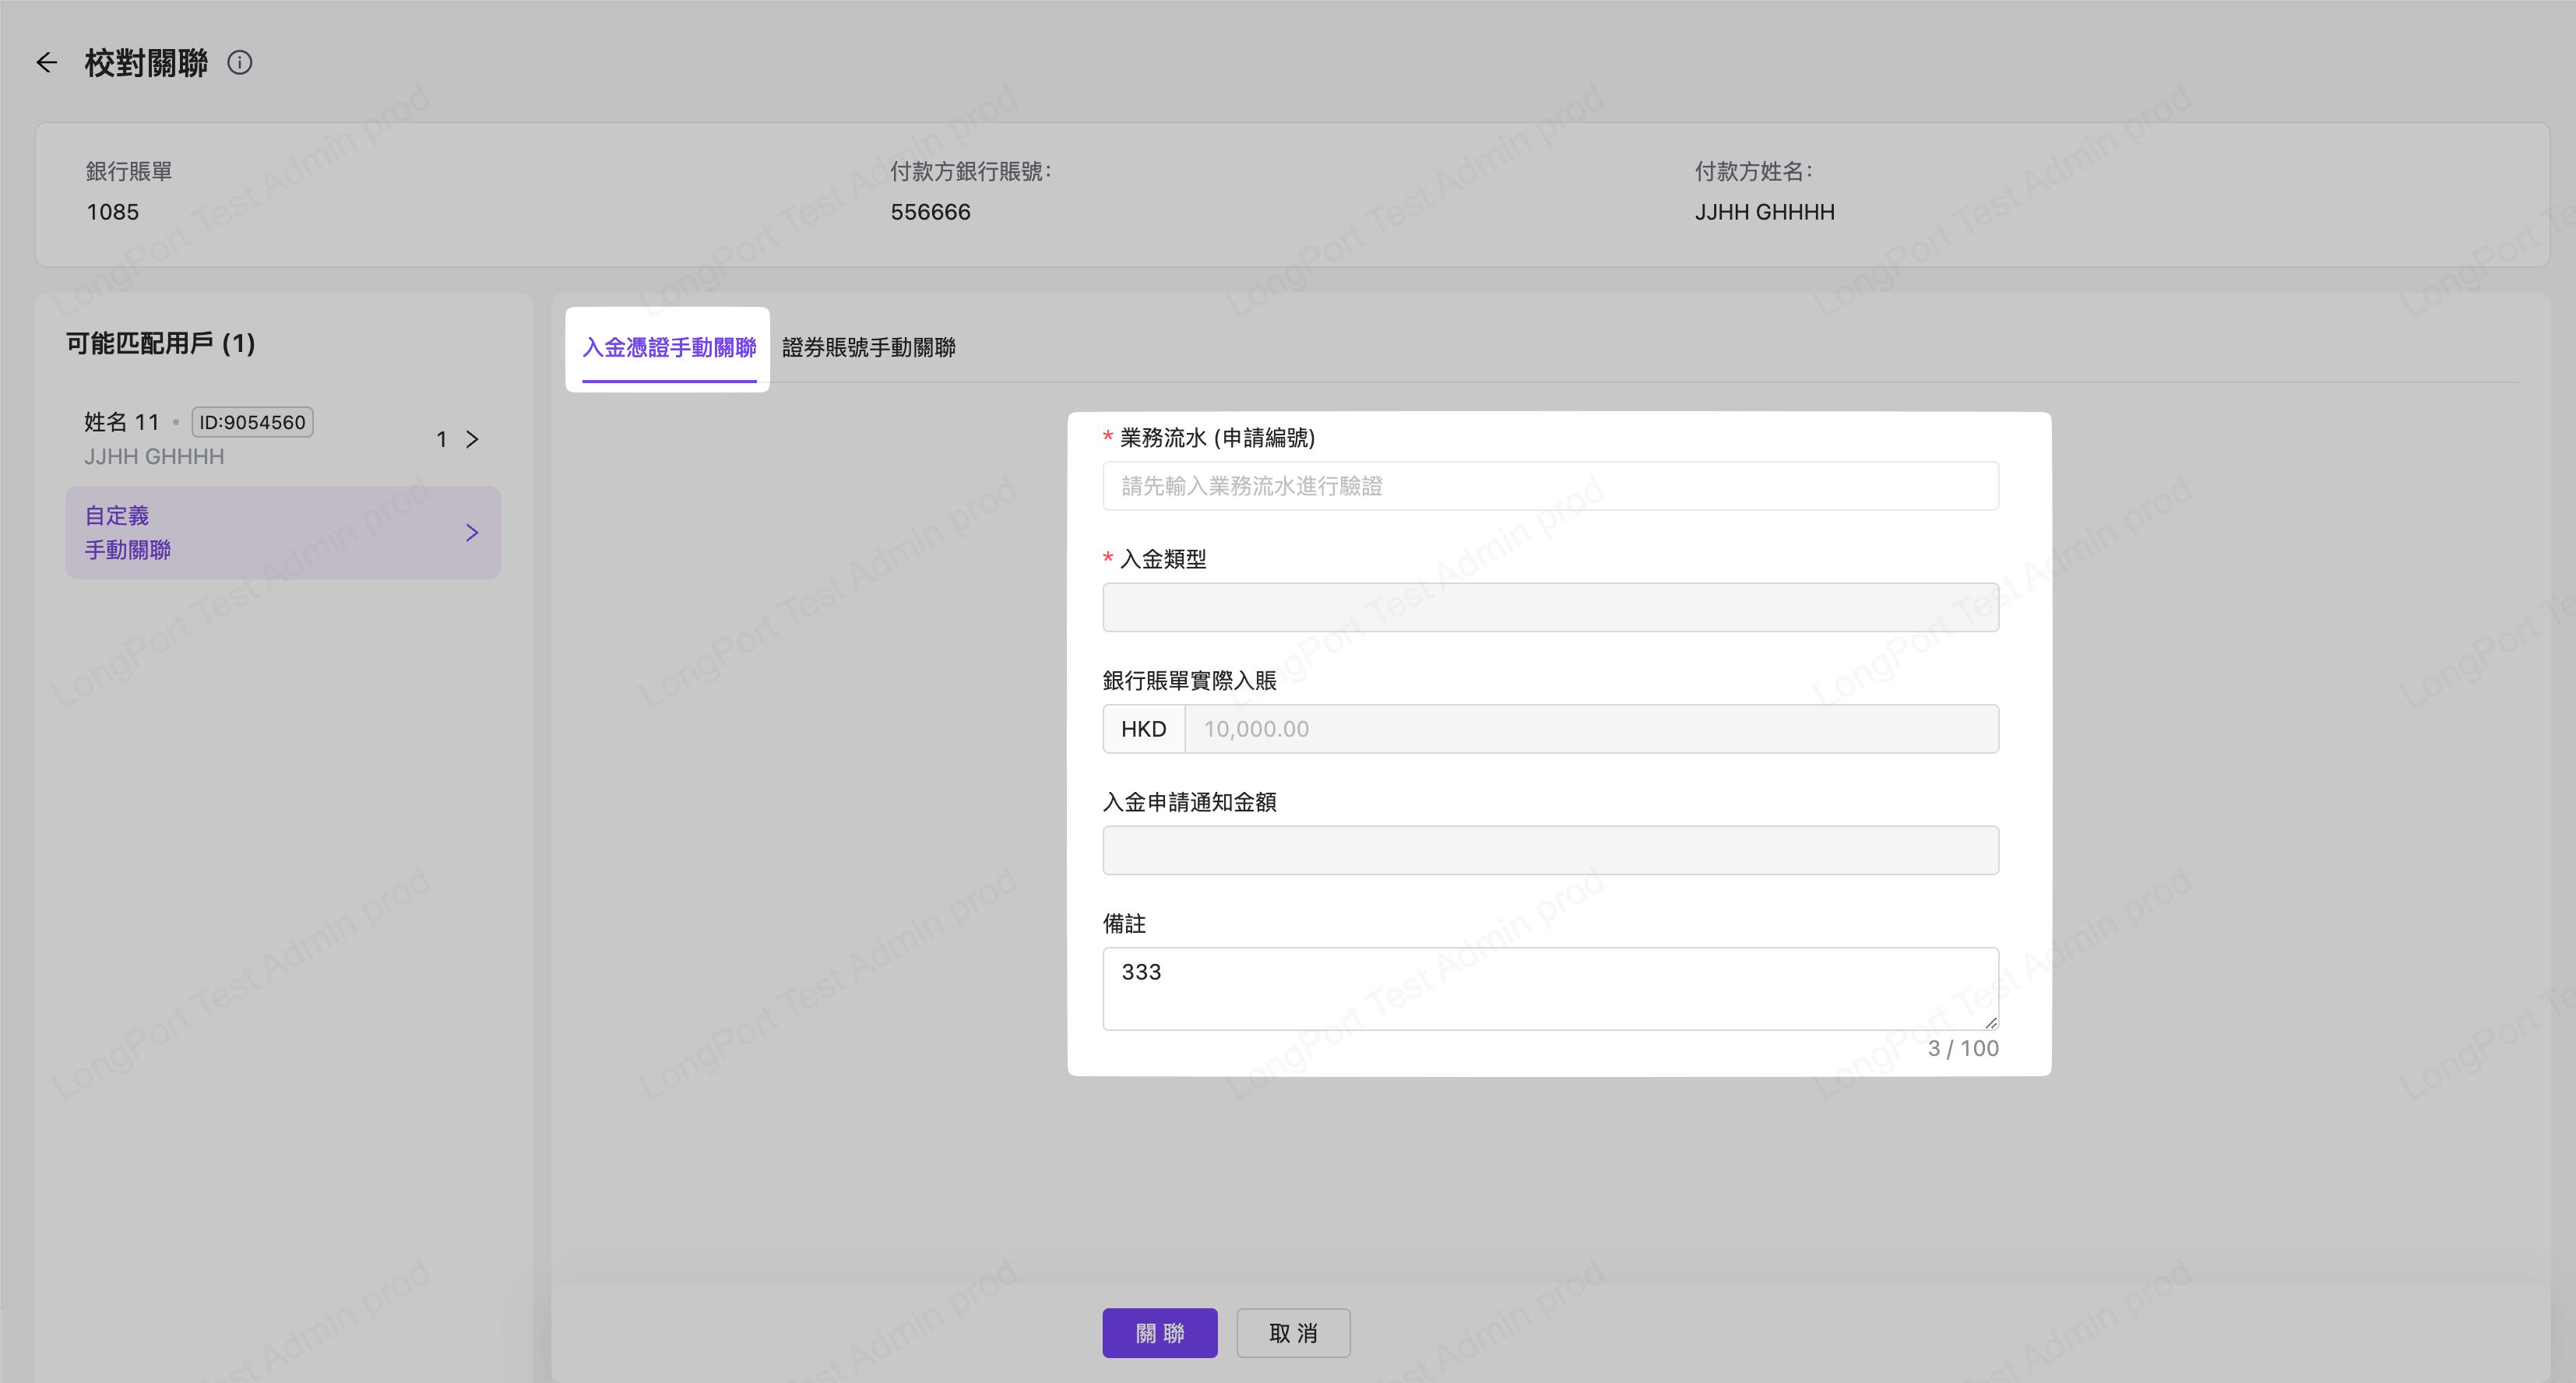 校對關聯
銀行賬單
1085
付款方銀行賬號:
556666
付款方姓名:
JJHH GHHHH
可能匹配用戶 (1)
姓名 11 • ID:9054560
JJHH GHHHH
1
自定義
手動關聯
入金憑證手動關聯
證券賬號手動關聯
* 業務流水 (申請編號)
請先輸入業務流水進行驗證
* 入金類型
銀行賬單實際入賬
HKD 10,000.00
入金申請通知金額
備註
333
3 / 100
關 聯
取 消
LongPort Test Admin prod